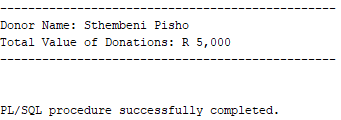 ------------------------------------------------
Donor Name: Sthembeni Pisho
Total Value of Donations: R 5,000
------------------------------------------------
PL/SQL procedure successfully completed.